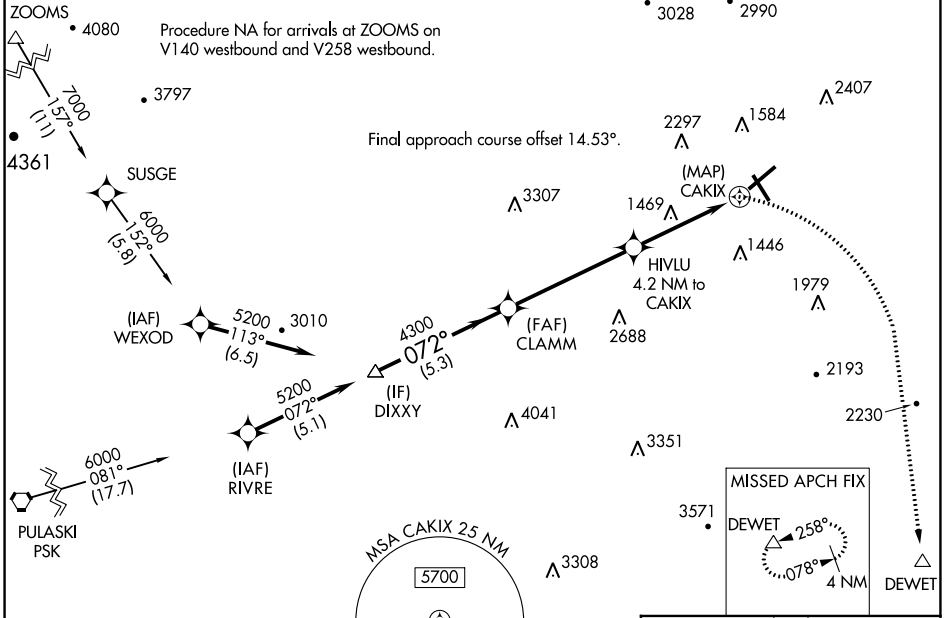 ZOOMS
4080
Procedure NA for arrivals at ZOOMS on
V140 westbound and V258 westbound.
3028
2990
7000
157°
(11)
3797
2407
4361
Final approach course offset 14.53°.
2297
1584
SUSGE
(MAP)
CAKIX
6000
152°
(5.8)
3307
1469
HIVLU
4.2 NM to
CAKIX
1446
1979
(IAF)
WEXOD
5200
113°
(6.5)
3010
4300
072°
(5.3)
(FAF)
CLAMM
2688
(IF)
DIXXY
2193
5200
072°
(5.1)
2230
4041
(IAF)
RIVRE
3351
6000
081°
(17.7)
PULASKI
PSK
MISSED APCH FIX
3571
DEWET
258°
078°
4 NM
DEWET
MSA CAKIX 25 NM
5700
3308